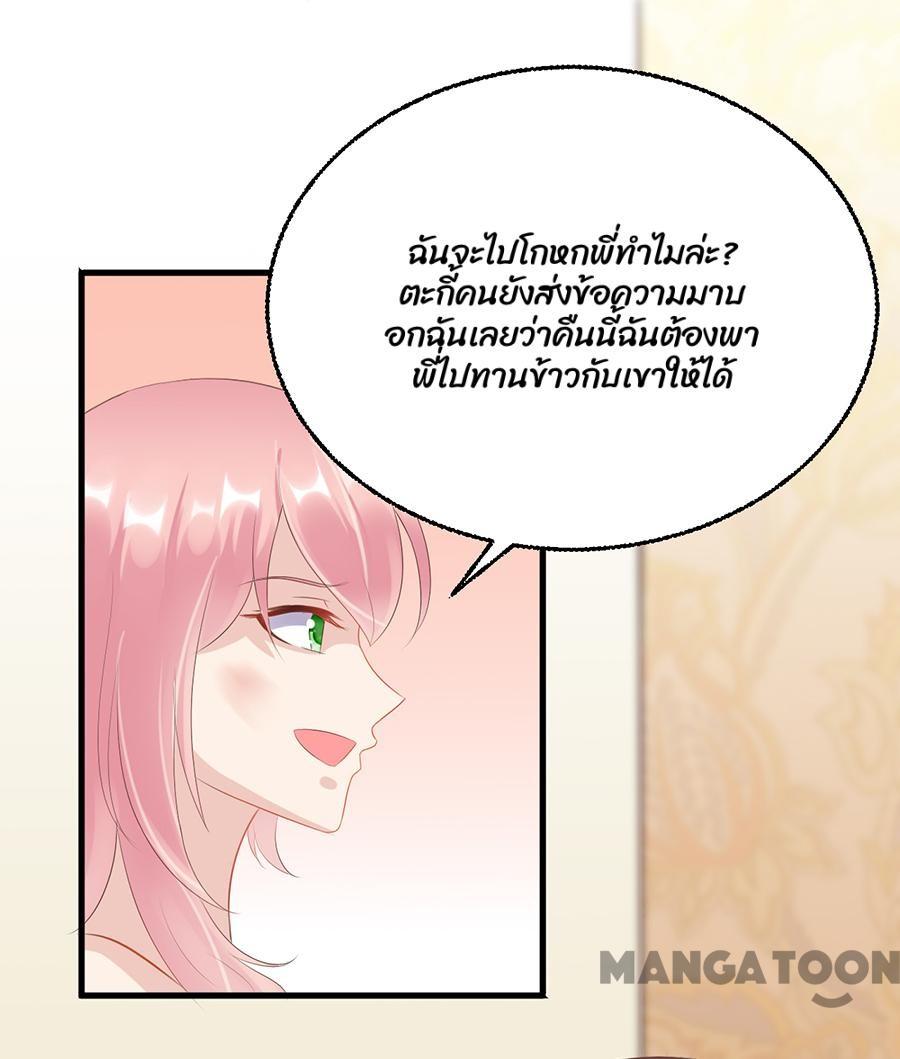 ฉันจะไปโกหกพี่ทำไมล่ะ?
ตะกี้คนยังส่งข้อความมาบ
อกฉันเลยว่าคืนนี้ฉันต้องพา
พี่ไปทานข้าวกับเขาให้ได้
MANGATOON